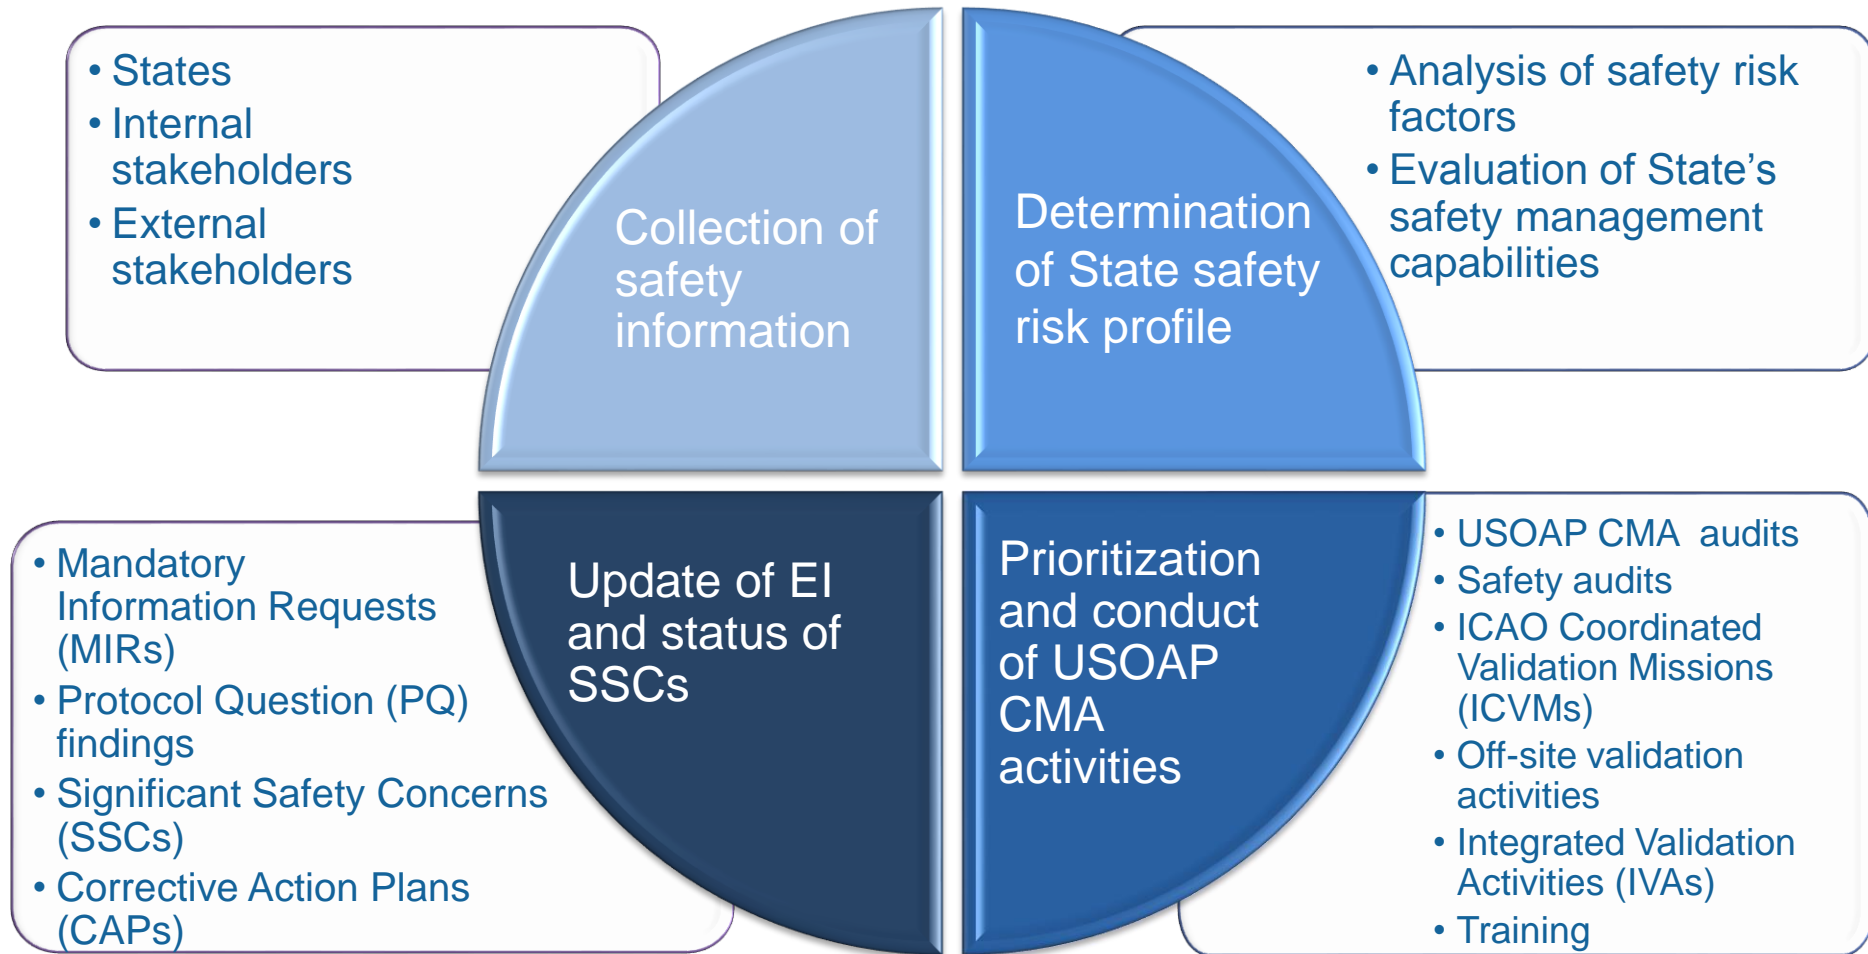 • States
• Internal
stakeholders
• External
stakeholders
Collection of
safety
information
Determination
of State safety
risk profile
• Analysis of safety risk
factors
• Evaluation of State’s
safety management
capabilities
• Mandatory
Information Requests
(MIRs)
• Protocol Question (PQ)
findings
• Significant Safety Concerns
(SSCs)
• Corrective Action Plans
(CAPs)
Update of EI
and status of
SSCs
Prioritization
and conduct
of USOAP
CMA
activities
• USOAP CMA audits
• Safety audits
• ICAO Coordinated
Validation Missions
(ICVMs)
• Off-site validation
activities
• Integrated Validation
Activities (IVAs)
• Training